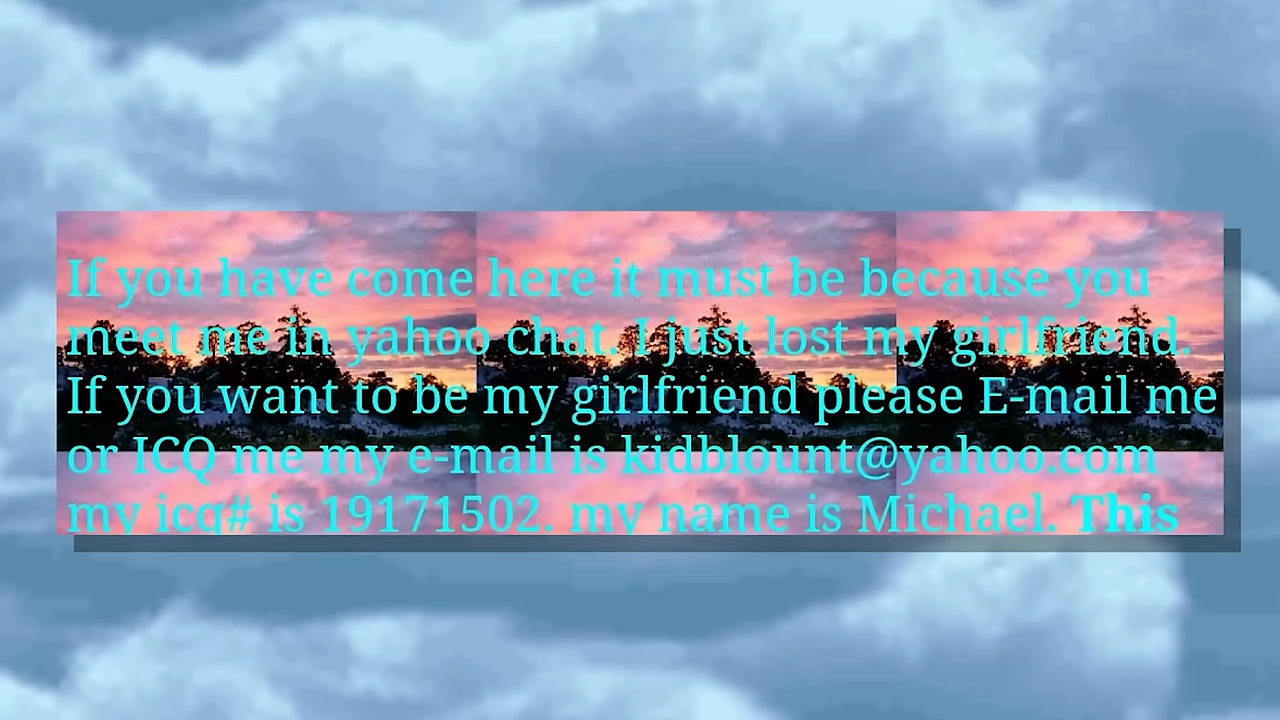 If you have come here it must be because you
meet me in yahoo chat. I just lost my girlfriend.
If you want to be my girlfriend please E-mail me
or ICQ me my e-mail is kidblount@yahoo.com
my icq# is 19171502. my name is Michael. This